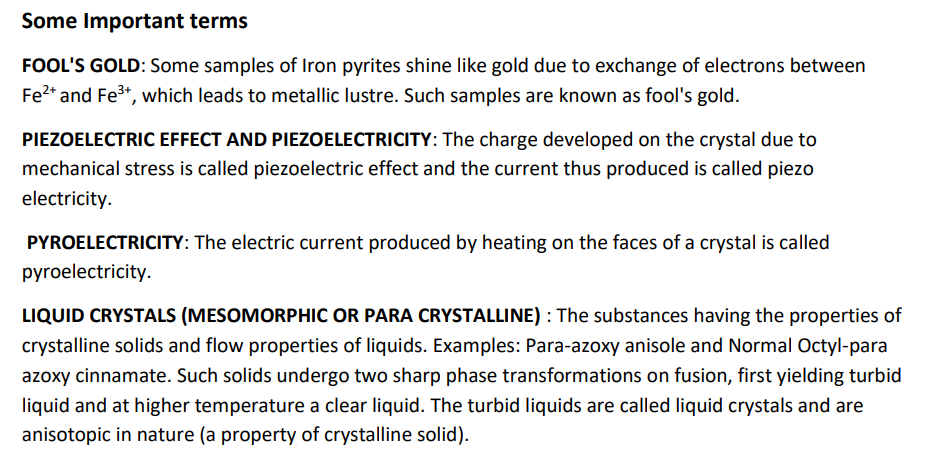 Some Important terms
FOOL'S GOLD: Some samples of Iron pyrites shine like gold due to exchange of electrons between
Fe²⁺ and Fe³⁺, which leads to metallic lustre. Such samples are known as fool's gold.
PIEZOELECTRIC EFFECT AND PIEZOELECTRICITY: The charge developed on the crystal due to
mechanical stress is called piezoelectric effect and the current thus produced is called piezo
electricity.
PYROELECTRICITY: The electric current produced by heating on the faces of a crystal is called
pyroelectricity.
LIQUID CRYSTALS (MESOMORPHIC OR PARA CRYSTALLINE) : The substances having the properties of
crystalline solids and flow properties of liquids. Examples: Para-azoxy anisole and Normal Octyl-para
azoxy cinnamate. Such solids undergo two sharp phase transformations on fusion, first yielding turbid
liquid and at higher temperature a clear liquid. The turbid liquids are called liquid crystals and are
anisotopic in nature (a property of crystalline solid).